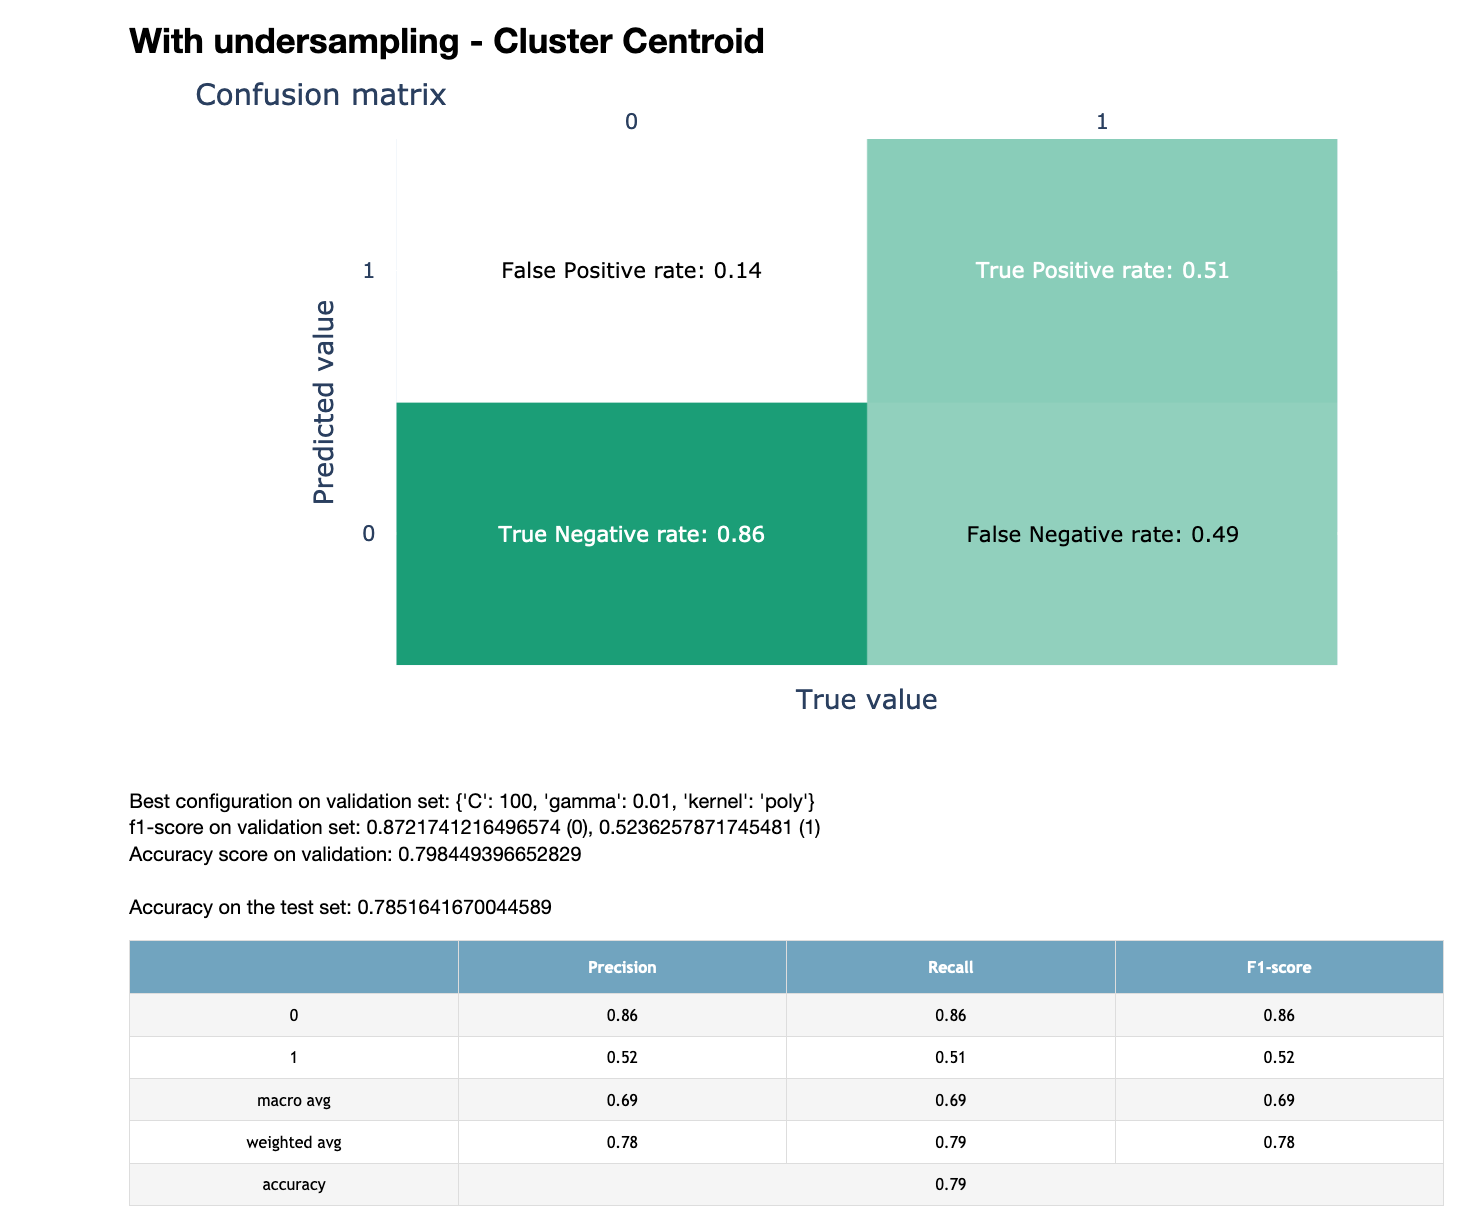 With undersampling - Cluster Centroid
Confusion matrix
0 1
1 False Positive rate: 0.14 True Positive rate: 0.51
Predicted value
0 True Negative rate: 0.86 False Negative rate: 0.49
True value
Best configuration on validation set: {'C': 100, 'gamma': 0.01, 'kernel': 'poly'}
f1-score on validation set: 0.8721741216496574 (0), 0.5236257871745481 (1)
Accuracy score on validation: 0.798449396652829
Accuracy on the test set: 0.7851641670044589
Precision Recall F1-score
0 0.86 0.86 0.86
1 0.52 0.51 0.52
macro avg 0.69 0.69 0.69
weighted avg 0.78 0.79 0.78
accuracy 0.79